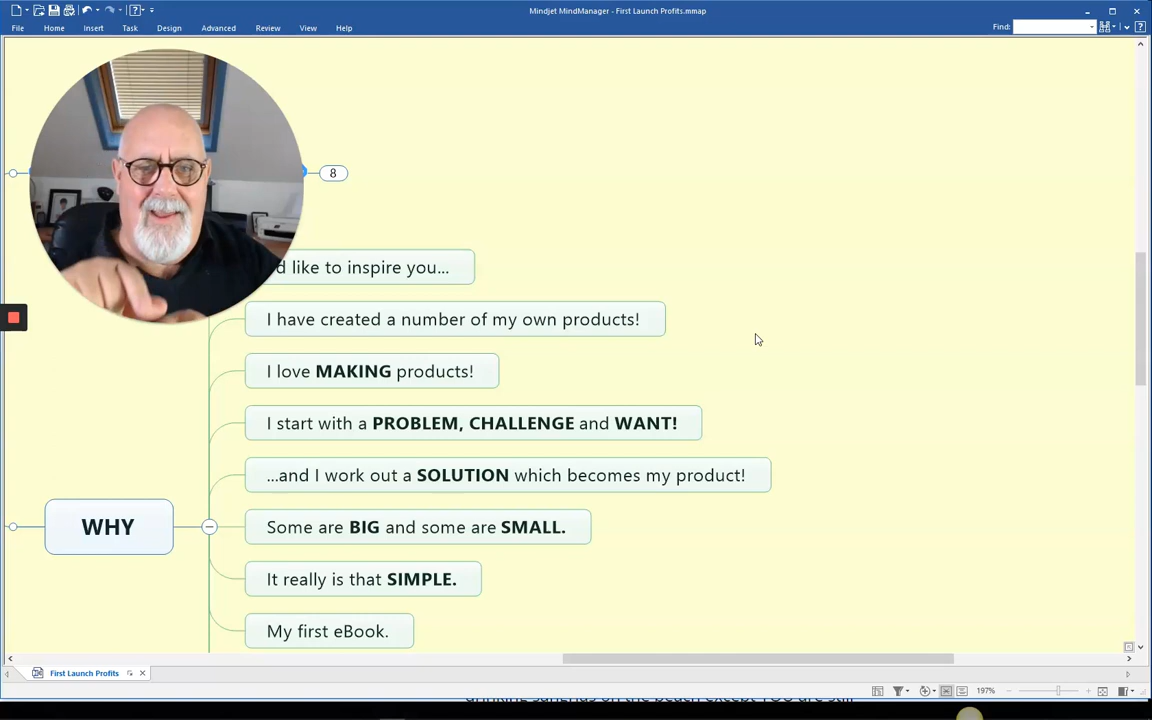 Mindjet MindManager - First Launch Profits.mmap
File Home Insert Task Design Advanced Review View Help Find:
8
d like to inspire you...
I have created a number of my own products!
I love MAKING products!
I start with a PROBLEM, CHALLENGE and WANT!
...and I work out a SOLUTION which becomes my product!
WHY
Some are BIG and some are SMALL.
It really is that SIMPLE.
My first eBook.
First Launch Profits
197%